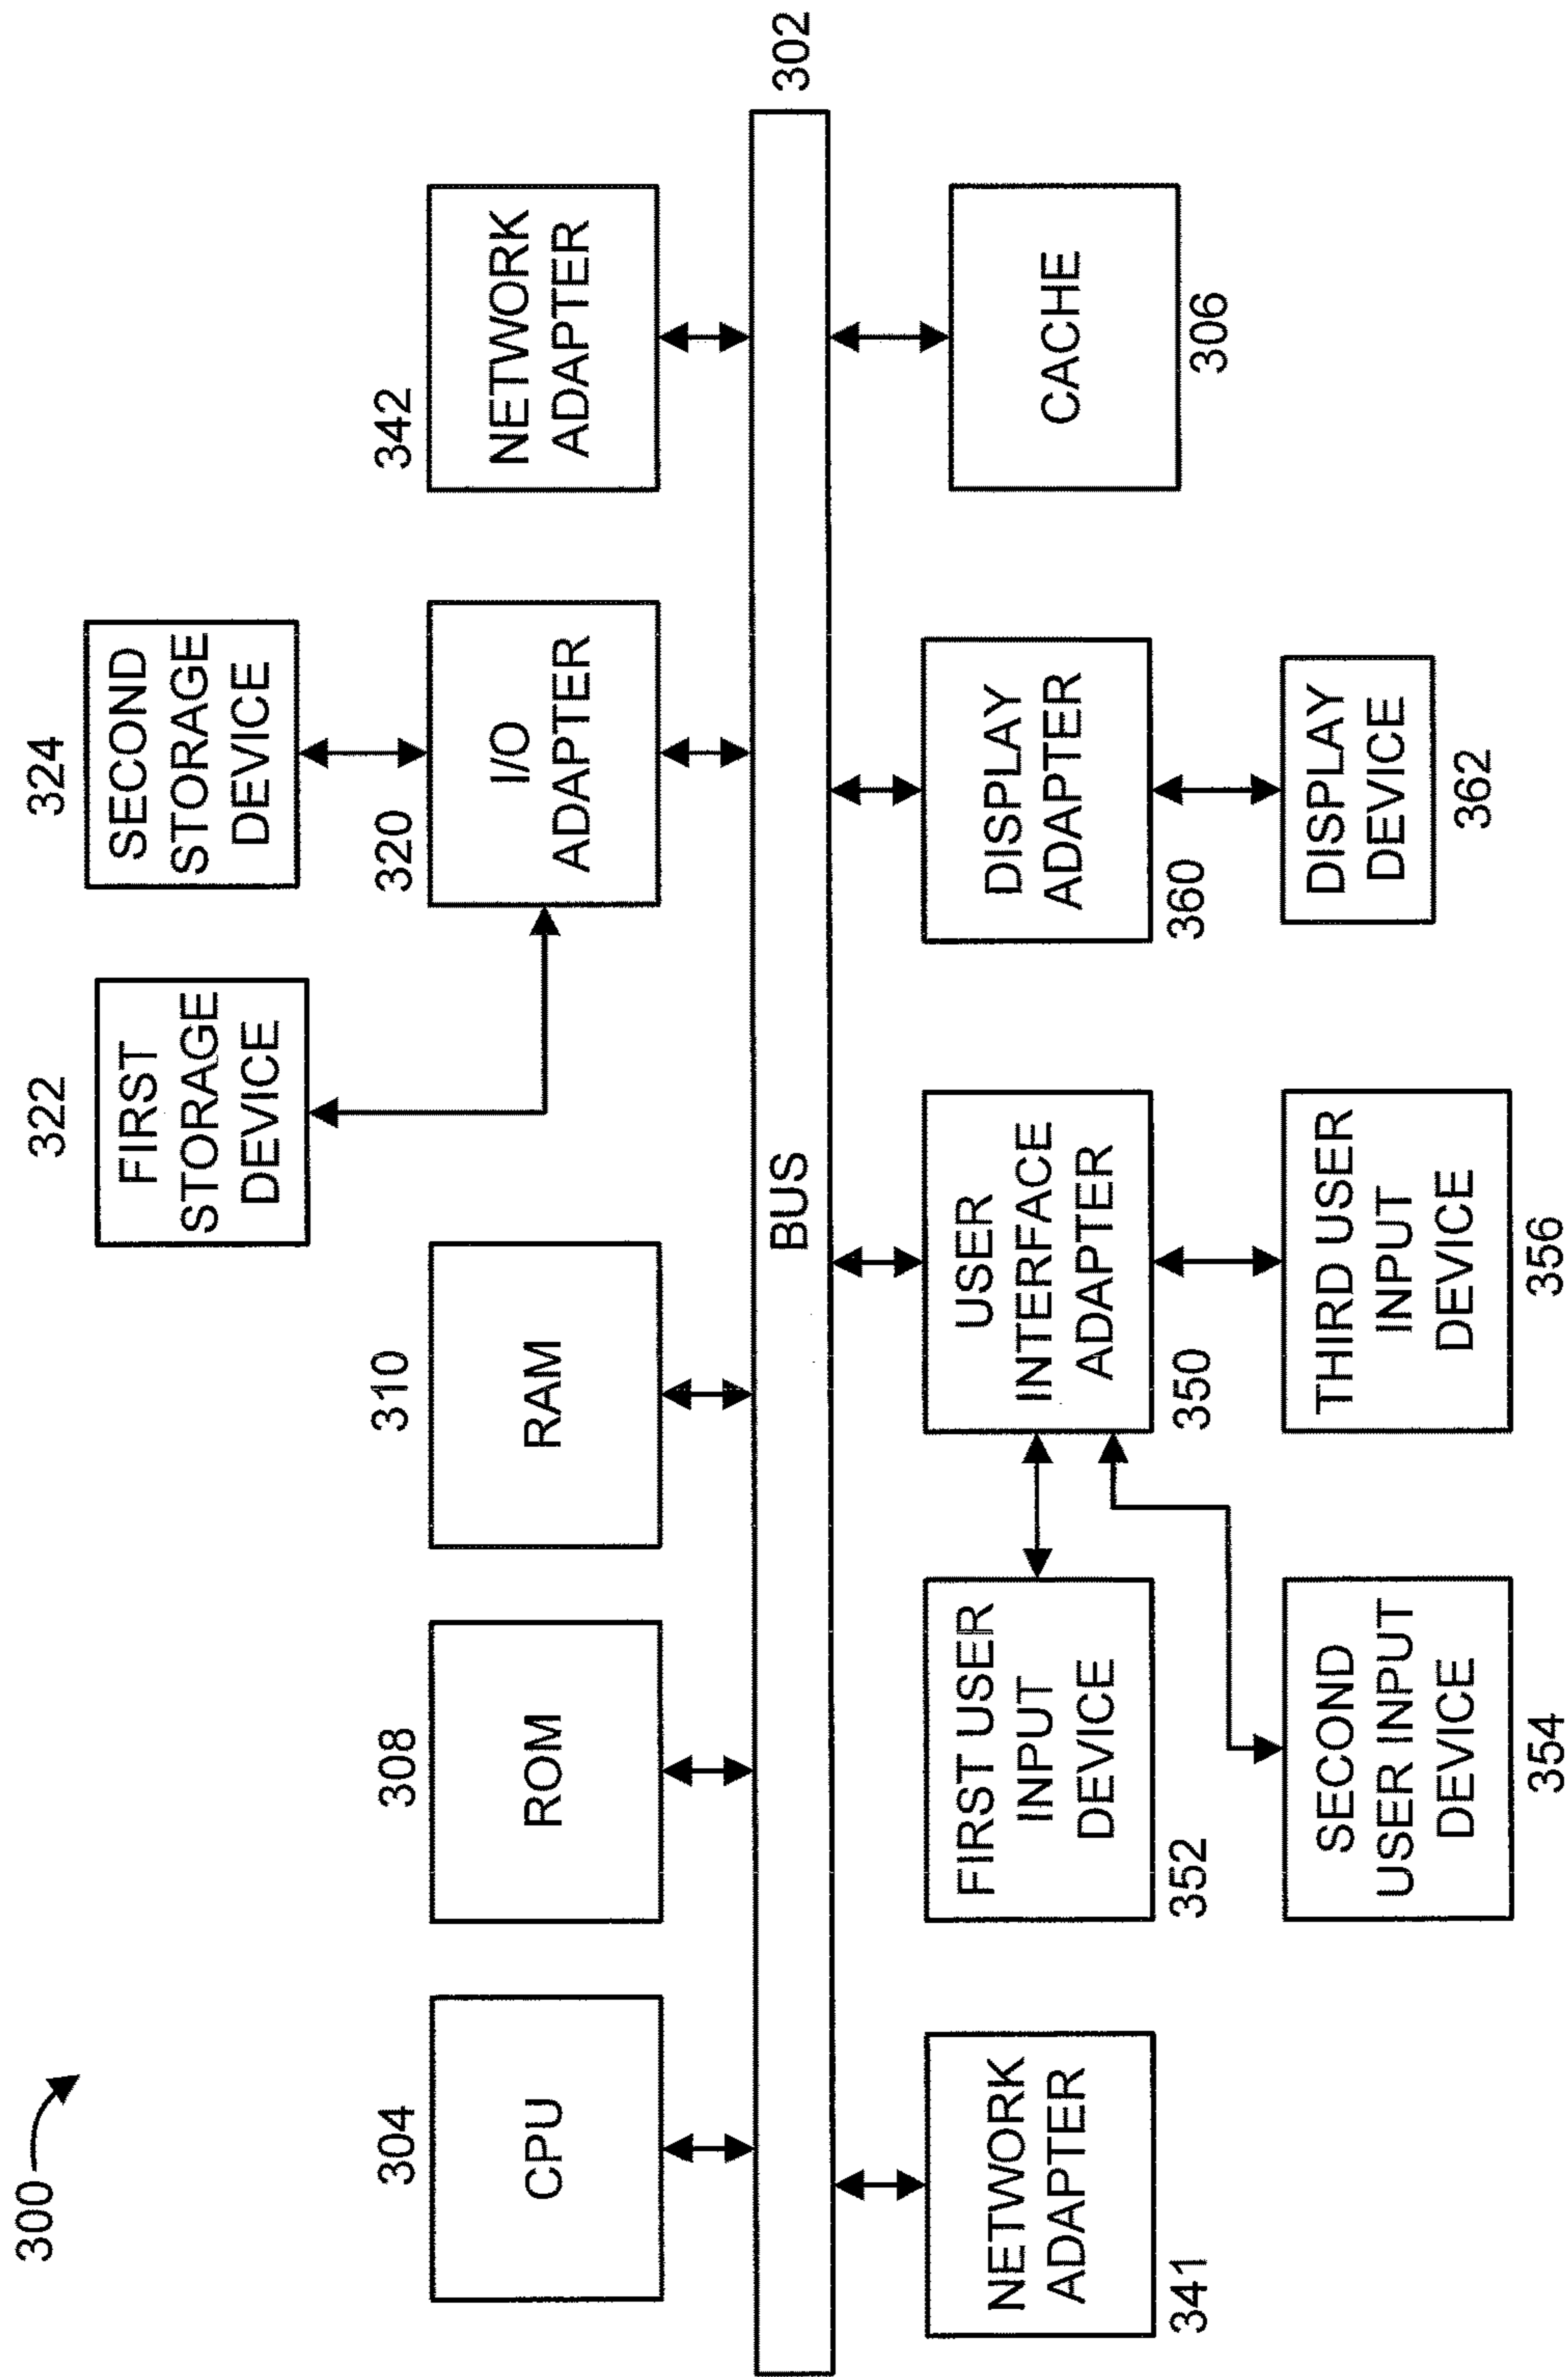 300
322
FIRST
STORAGE
DEVICE
324
SECOND
STORAGE
DEVICE
304
CPU
308
ROM
310
RAM
320
I/O
ADAPTER
342
NETWORK
ADAPTER
BUS
302
NETWORK
ADAPTER
341
FIRST USER
INPUT
DEVICE
352
USER
INTERFACE
ADAPTER
350
DISPLAY
ADAPTER
360
CACHE
306
SECOND
USER INPUT
DEVICE
354
THIRD USER
INPUT
DEVICE
356
DISPLAY
DEVICE
362